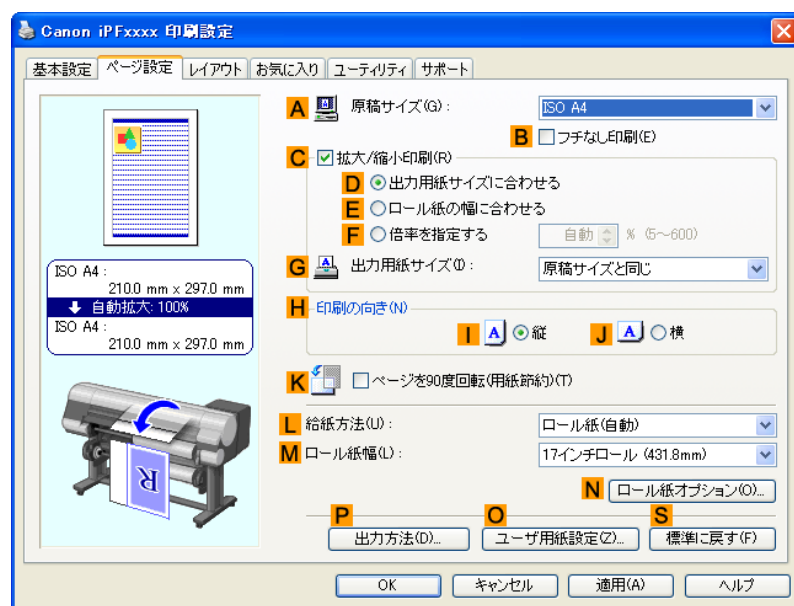 Canon iPFxxxx 印刷設定
基本設定 ページ設定 レイアウト お気に入り ユーティリティ サポート
A 原稿サイズ(G) : ISO A4
B フチなし印刷(E)
C 拡大/縮小印刷(R)
D 出力用紙サイズに合わせる
E ロール紙の幅に合わせる
F 倍率を指定する 自動 % (5～600)
G A 出力用紙サイズ(I) : 原稿サイズと同じ
H 印刷の向き(N)
I A 縦 J A 横
K ページを90度回転(用紙節約)(T)
ISO A4 :
210.0 mm x 297.0 mm
自動拡大: 100%
ISO A4 :
210.0 mm x 297.0 mm
R
L 給紙方法(U) : ロール紙(自動)
M ロール紙幅(L) : 17インチロール (431.8mm)
N ロール紙オプション(O)...
P O S
出力方法(D)... ユーザ用紙設定(Z)... 標準に戻す(F)
OK キャンセル 適用(A) ヘルプ